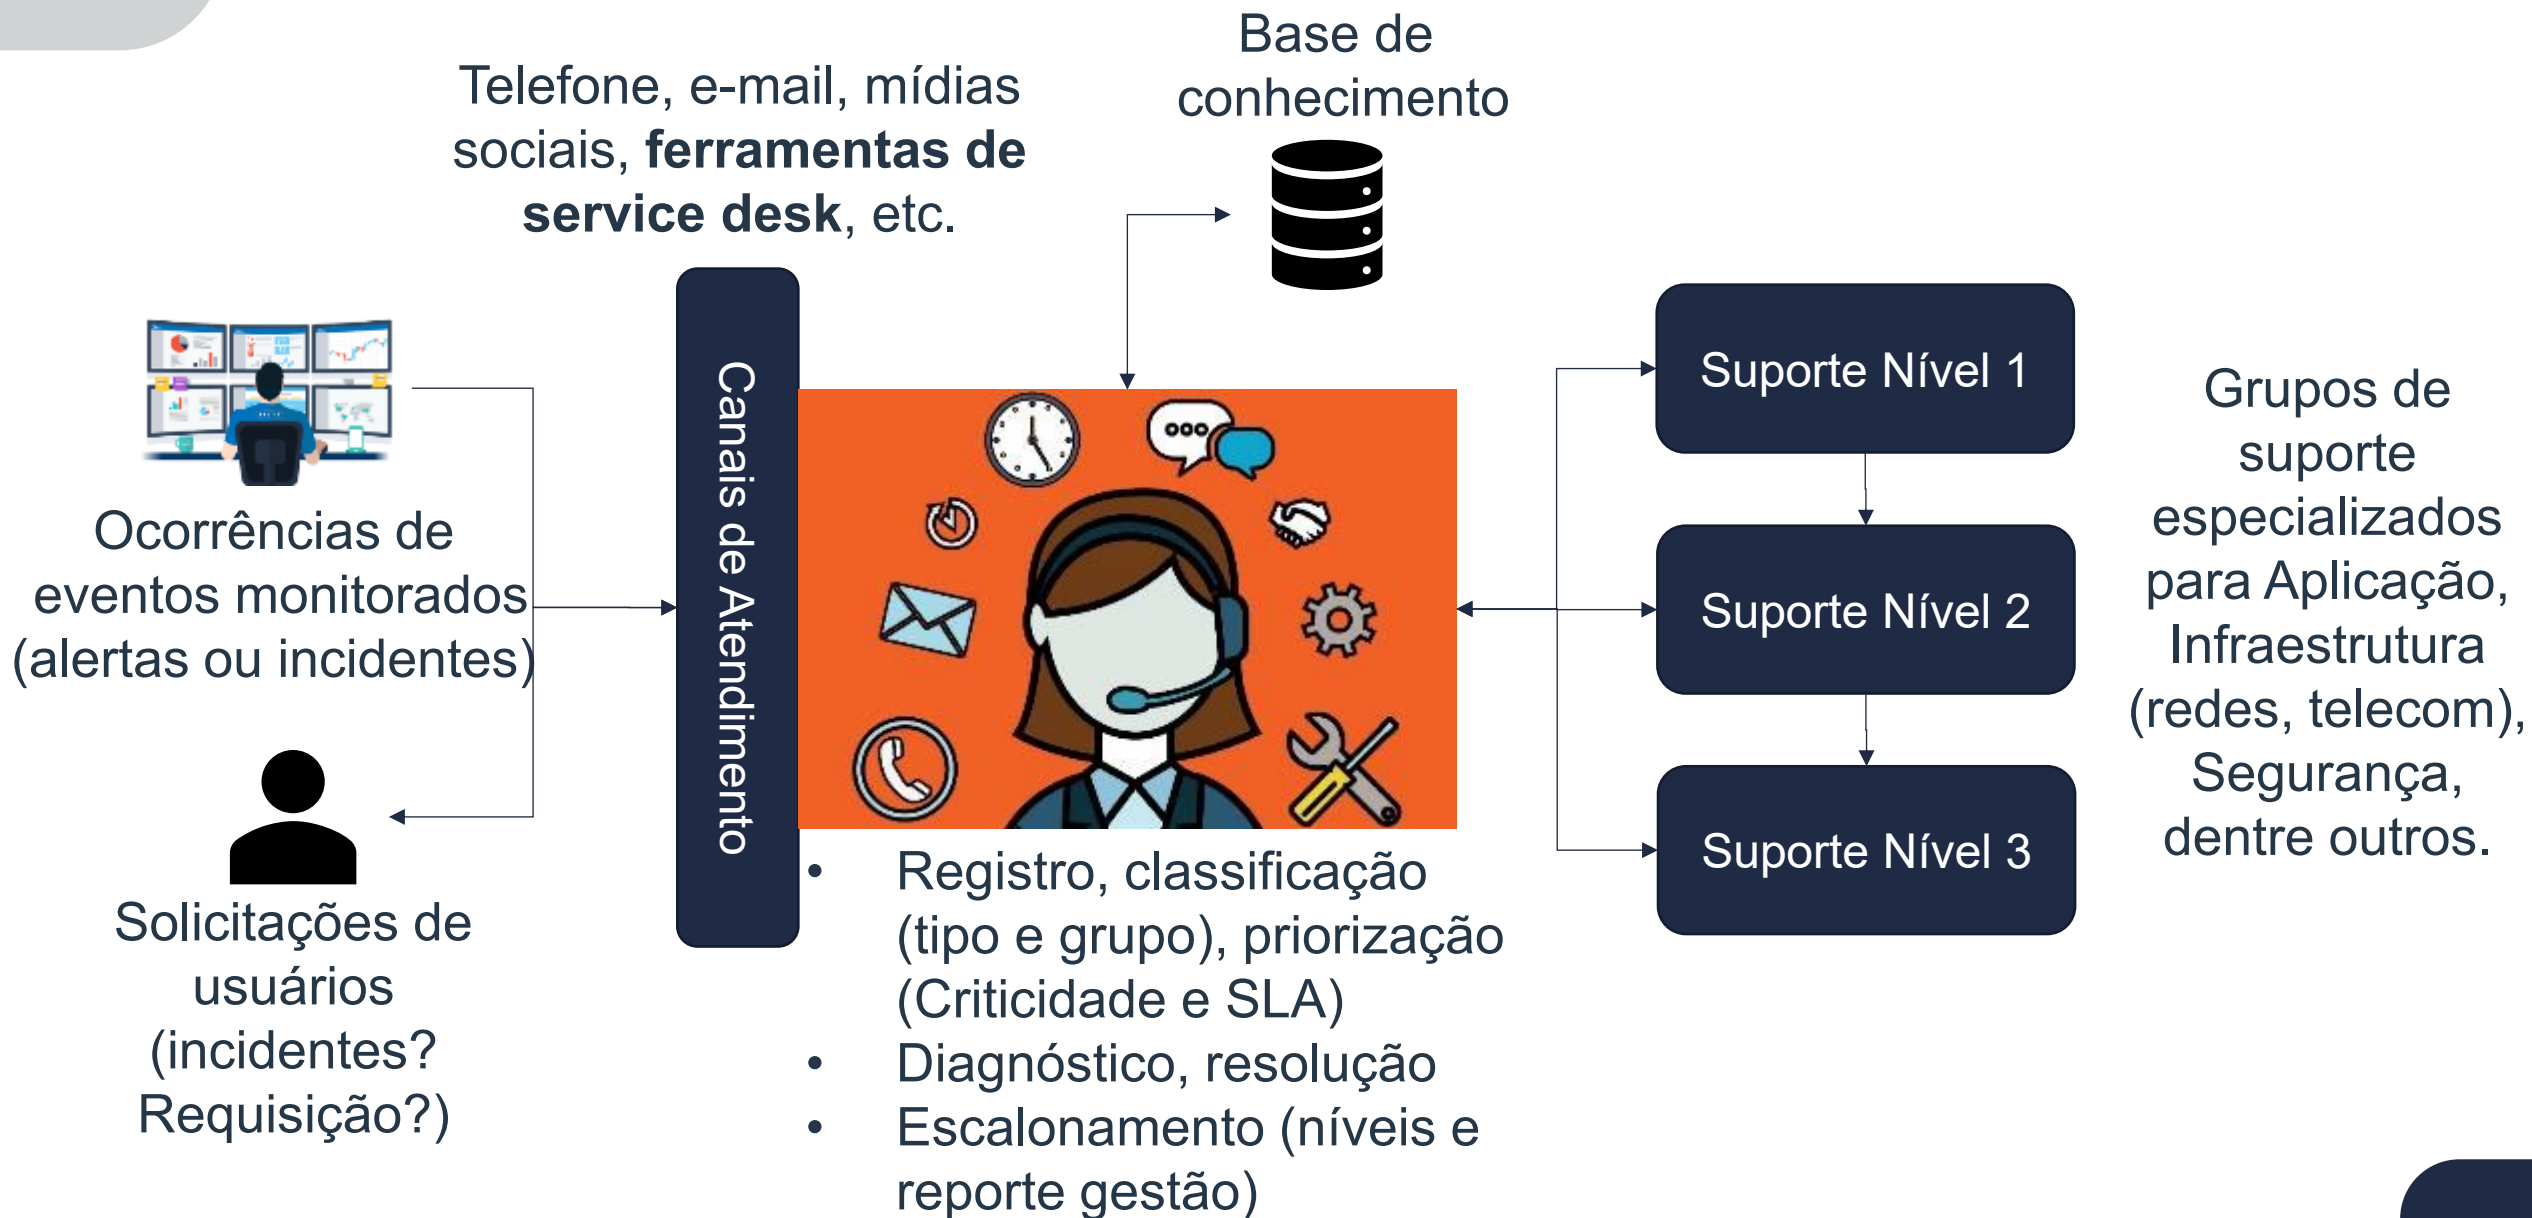 Telefone, e-mail, mídias
sociais, ferramentas de
service desk, etc.
Base de
conhecimento
Ocorrências de
eventos monitorados
(alertas ou incidentes)
Solicitações de
usuários
(incidentes?
Requisição?)
Canais de Atendimento
• Registro, classificação
(tipo e grupo), priorização
(Criticidade e SLA)
• Diagnóstico, resolução
• Escalonamento (níveis e
reporte gestão)
Suporte Nível 1
Suporte Nível 2
Suporte Nível 3
Grupos de
suporte
especializados
para Aplicação,
Infraestrutura
(redes, telecom),
Segurança,
dentre outros.